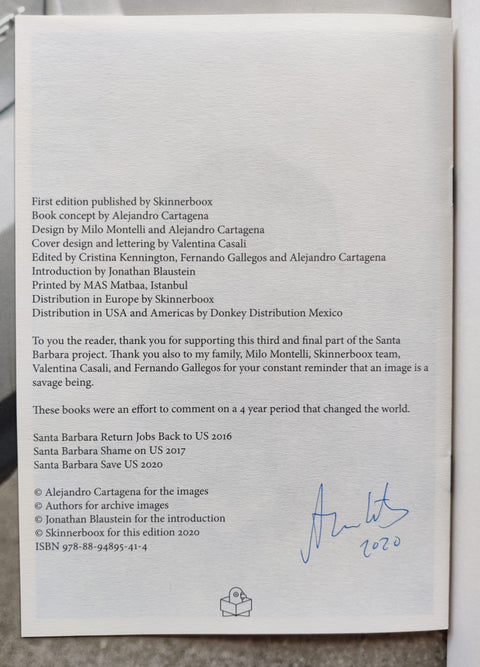 First edition published by Skinnerboox
Book concept by Alejandro Cartagena
Design by Milo Montelli and Alejandro Cartagena
Cover design and lettering by Valentina Casali
Edited by Cristina Kennington, Fernando Gallegos and Alejandro Cartagena
Introduction by Jonathan Blaustein
Printed by MAS Matbaa, Istanbul
Distribution in Europe by Skinnerboox
Distribution in USA and Americas by Donkey Distribution Mexico
To you the reader, thank you for supporting this third and final part of the Santa
Barbara project. Thank you also to my family, Milo Montelli, Skinnerboox team,
Valentina Casali, and Fernando Gallegos for your constant reminder that an image is a
savage being.
These books were an effort to comment on a 4 year period that changed the world.
Santa Barbara Return Jobs Back to US 2016
Santa Barbara Shame on US 2017
Santa Barbara Save US 2020
© Alejandro Cartagena for the images
© Authors for archive images
© Jonathan Blaustein for the introduction
© Skinnerboox for this edition 2020
ISBN 978-88-94895-41-4
2020